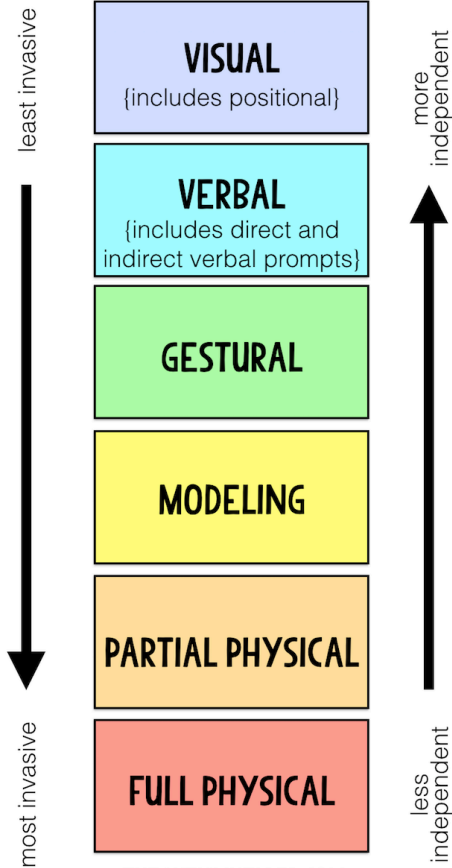 least invasive
more
independent
VISUAL
{includes positional}
VERBAL
{includes direct and
indirect verbal prompts}
GESTURAL
MODELING
PARTIAL PHYSICAL
FULL PHYSICAL
most invasive
less
independent